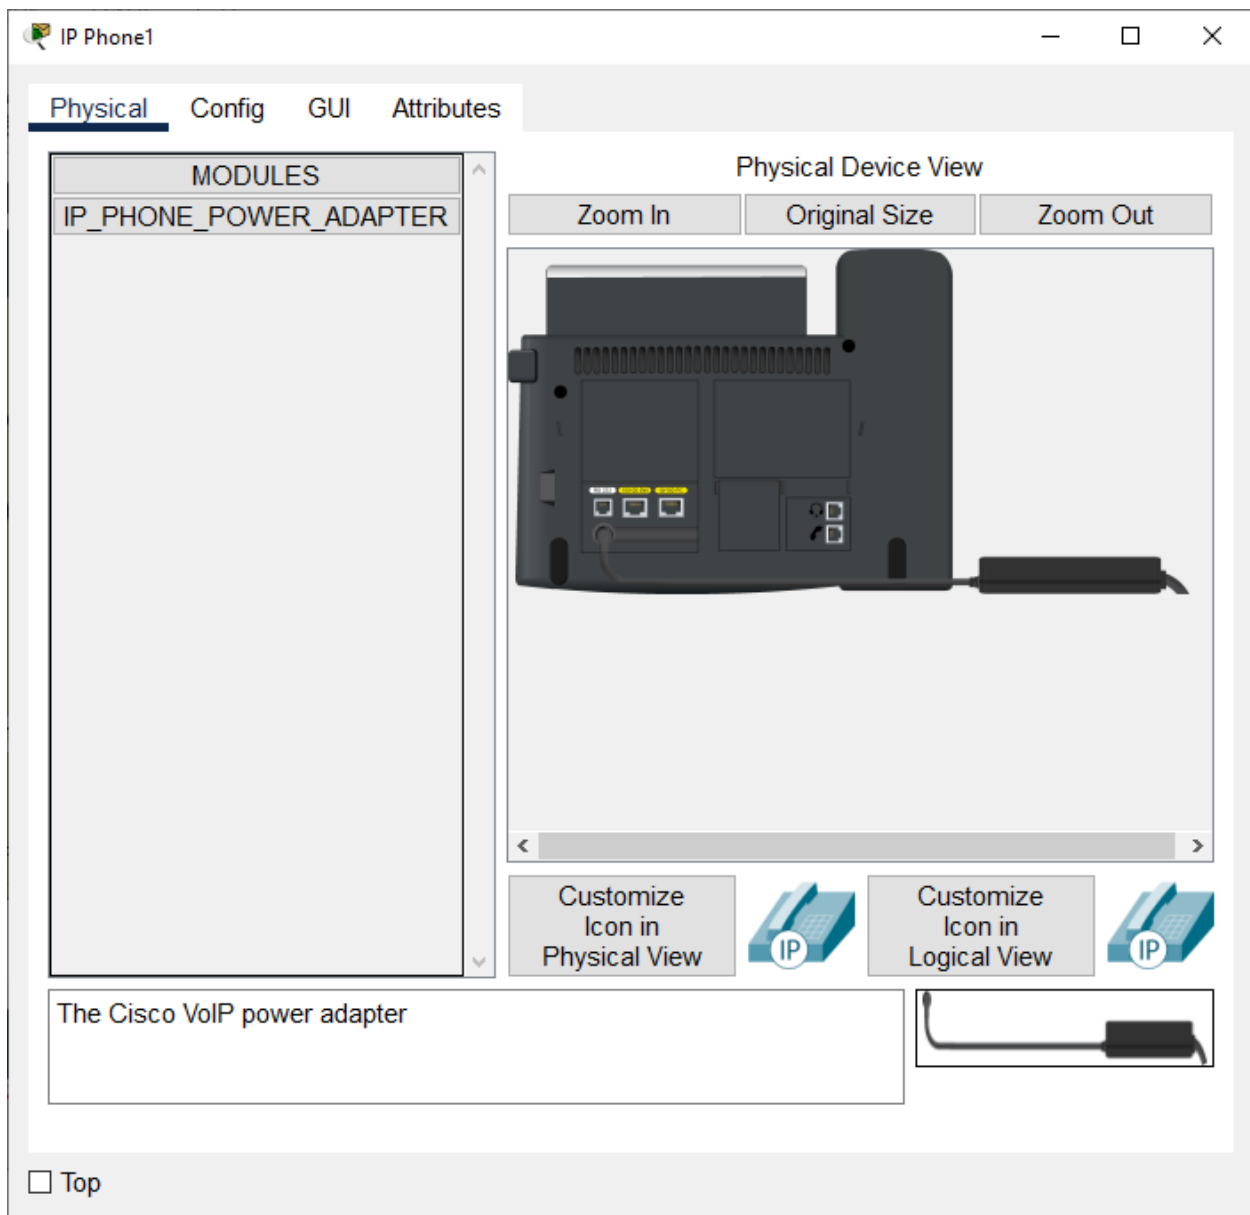 IP Phone1
Physical Config GUI Attributes
MODULES
IP_PHONE_POWER_ADAPTER
Physical Device View
Zoom In Original Size Zoom Out
Customize
Icon in
Physical View
IP
Customize
Icon in
Logical View
IP
The Cisco VoIP power adapter
Top